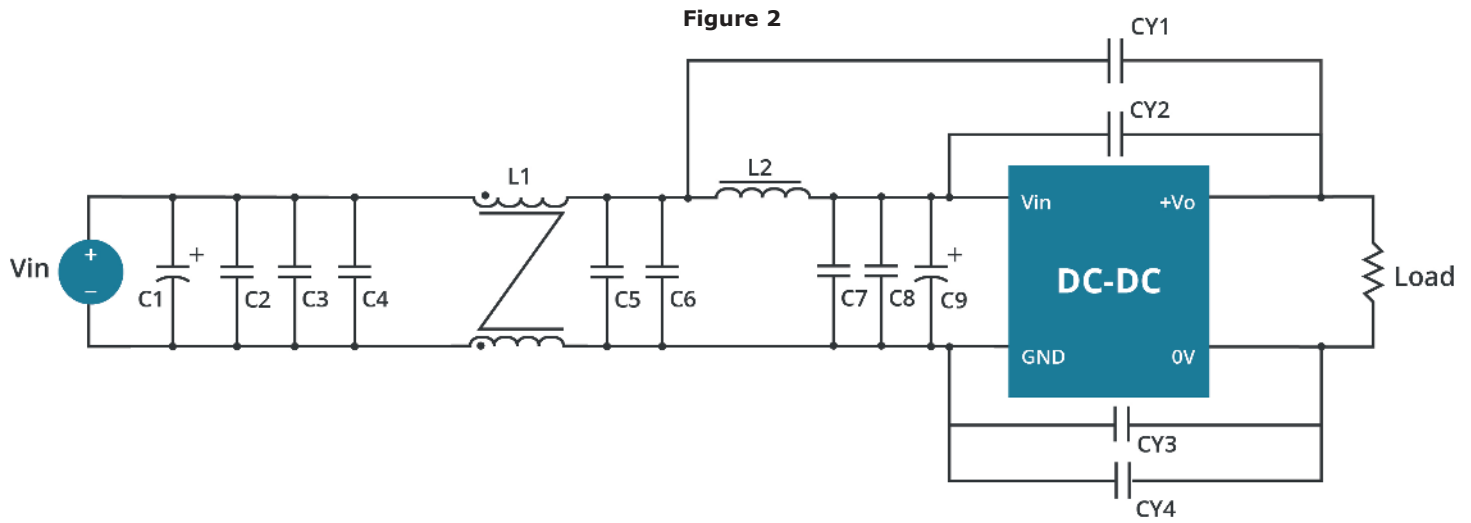 Figure 2
CY1
CY2
L1
L2
Vin
+
−
C1
+
C2
C3
C4
C5
C6
C7
C8
C9
+
Vin
+Vo
DC-DC
GND
0V
Load
CY3
CY4